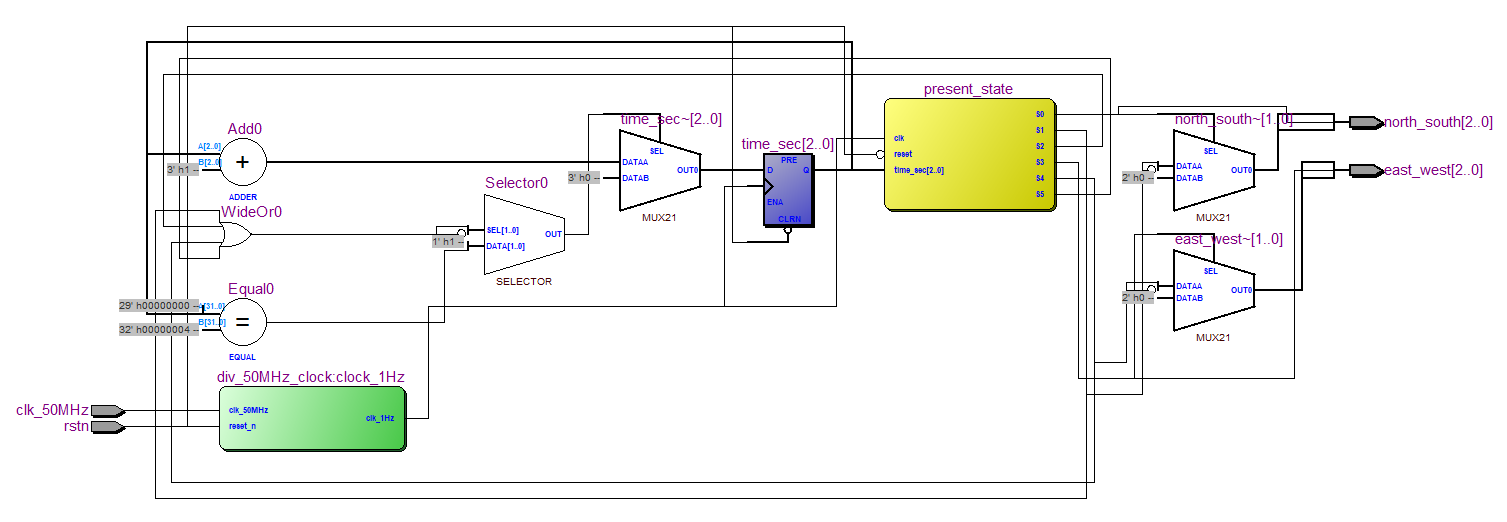 present_state
time_sec~[2..0]
north_south~[1..0]
S0
north_south[2..0]
Add0
S1
SEL
clk
time_sec[2..0]
A[2..0]
S2
SEL
reset
B[2..0]
+
DATAA
OUT0
PRE
D
Q
S3
time_sec[2..0]
DATAA
OUT0
east_west[2..0]
3' h1 --
3' h0 --
DATAB
S4
2' h0 --
DATAB
Selector0
ENA
S5
ADDER
WideOr0
MUX21
CLRN
MUX21
SEL[1..0]
OUT
east_west~[1..0]
1' h1 --
DATA[1..0]
SEL
SELECTOR
Equal0
DATAA
OUT0
2' h0 --
DATAB
29' h00000000 --
A[31..0]
32' h00000004 --
B[31..0]
=
MUX21
EQUAL
div_50MHz_clock:clock_1Hz
clk_50MHz
clk_50MHz
clk_1Hz
rstn
reset_n